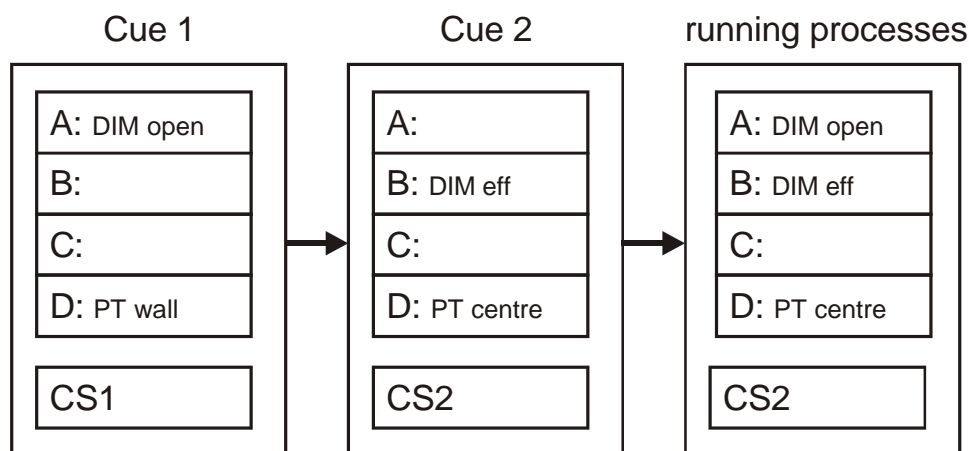 Cue 1
Cue 2
running processes
A: DIM open
B:
C:
D: PT wall
CS1
A:
B: DIM eff
C:
D: PT centre
CS2
A: DIM open
B: DIM eff
C:
D: PT centre
CS2